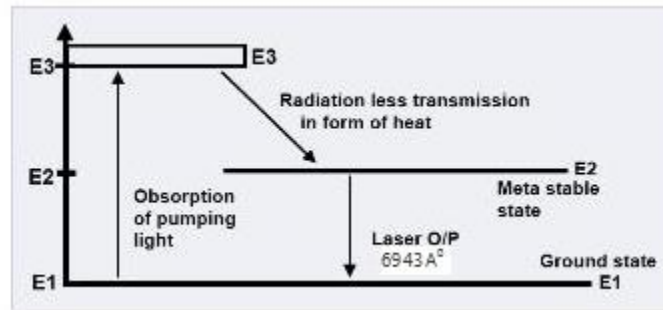 E3
E3
Radiation less transmission
in form of heat
E2
E2
Meta stable
state
Obsorption
of pumping
light
Laser O/P
6943A⁰
Ground state
E1
E1